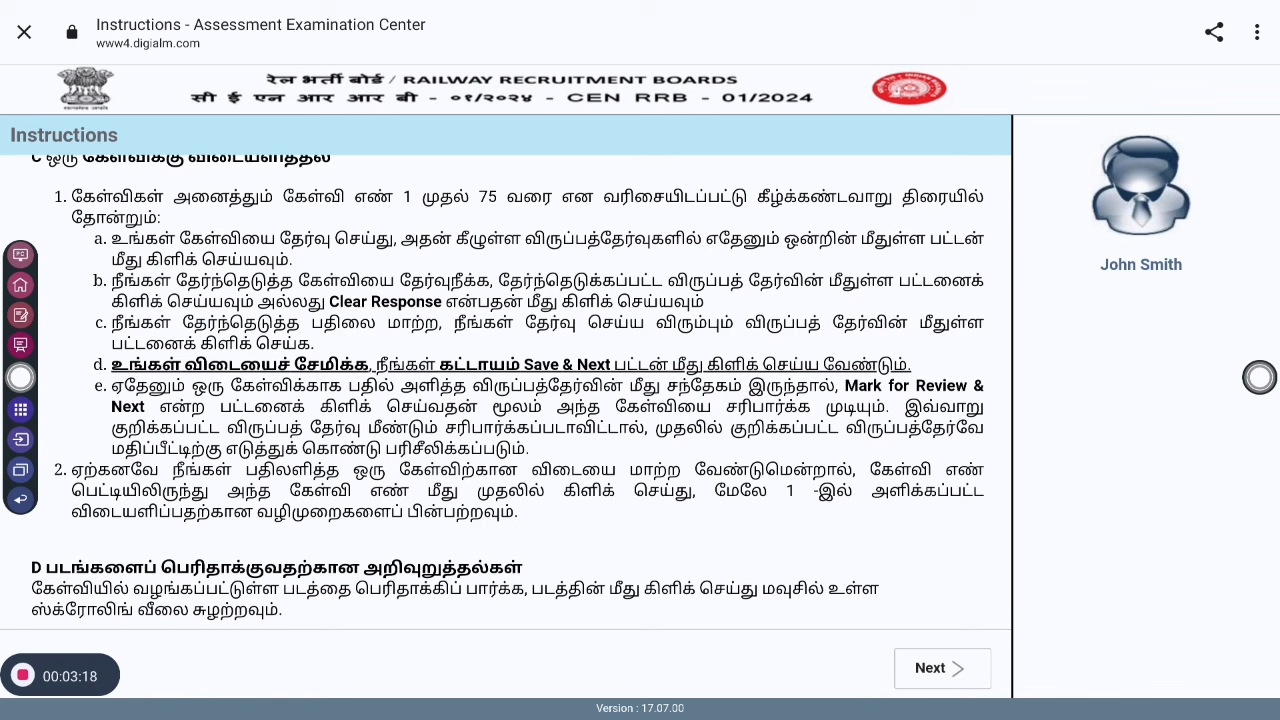 Instructions - Assessment Examination Center
www4.digialm.com
रेल भर्ती बोर्ड / RAILWAY RECRUITMENT BOARDS
सी ई एन आर आर बी - ०१/२०२४ - CEN RRB - 01/2024
Instructions
C ஒரு கேள்விக்கு விடையளித்தல்
1. கேள்விகள் அனைத்தும் கேள்வி எண் 1 முதல் 75 வரை என வரிசையிடப்பட்டு கீழ்க்கண்டவாறு திரையில்
தோன்றும்:
a. உங்கள் கேள்வியை தேர்வு செய்து, அதன் கீழுள்ள விருப்பத்தேர்வுகளில் எதேனும் ஒன்றின் மீதுள்ள பட்டன்
மீது கிளிக் செய்யவும்.
b. நீங்கள் தேர்ந்தெடுத்த கேள்வியை தேர்வுநீக்க, தேர்ந்தெடுக்கப்பட்ட விருப்பத் தேர்வின் மீதுள்ள பட்டனைக்
கிளிக் செய்யவும் அல்லது Clear Response என்பதன் மீது கிளிக் செய்யவும்
c. நீங்கள் தேர்ந்தெடுத்த பதிலை மாற்ற, நீங்கள் தேர்வு செய்ய விரும்பும் விருப்பத் தேர்வின் மீதுள்ள
பட்டனைக் கிளிக் செய்க.
d. உங்கள் விடையைச் சேமிக்க, நீங்கள் கட்டாயம் Save & Next பட்டன் மீது கிளிக் செய்ய வேண்டும்.
e. ஏதேனும் ஒரு கேள்விக்காக பதில் அளித்த விருப்பத்தேர்வின் மீது சந்தேகம் இருந்தால், Mark for Review &
Next என்ற பட்டனைக் கிளிக் செய்வதன் மூலம் அந்த கேள்வியை சரிபார்க்க முடியும். இவ்வாறு
குறிக்கப்பட்ட விருப்பத் தேர்வு மீண்டும் சரிபார்க்கப்படாவிட்டால், முதலில் குறிக்கப்பட்ட விருப்பத்தேர்வே
மதிப்பீட்டிற்கு எடுத்துக் கொண்டு பரிசீலிக்கப்படும்.
2. ஏற்கனவே நீங்கள் பதிலளித்த ஒரு கேள்விற்கான விடையை மாற்ற வேண்டுமென்றால், கேள்வி எண்
பெட்டியிலிருந்து அந்த கேள்வி எண் மீது முதலில் கிளிக் செய்து, மேலே 1 -இல் அளிக்கப்பட்ட
விடையளிப்பதற்கான வழிமுறைகளைப் பின்பற்றவும்.
D படங்களைப் பெரிதாக்குவதற்கான அறிவுறுத்தல்கள்
கேள்வியில் வழங்கப்பட்டுள்ள படத்தை பெரிதாக்கிப் பார்க்க, படத்தின் மீது கிளிக் செய்து மவுசில் உள்ள
ஸ்க்ரோலிங் வீலை சுழற்றவும்.
John Smith
Next
00:03:18
Version : 17.07.00